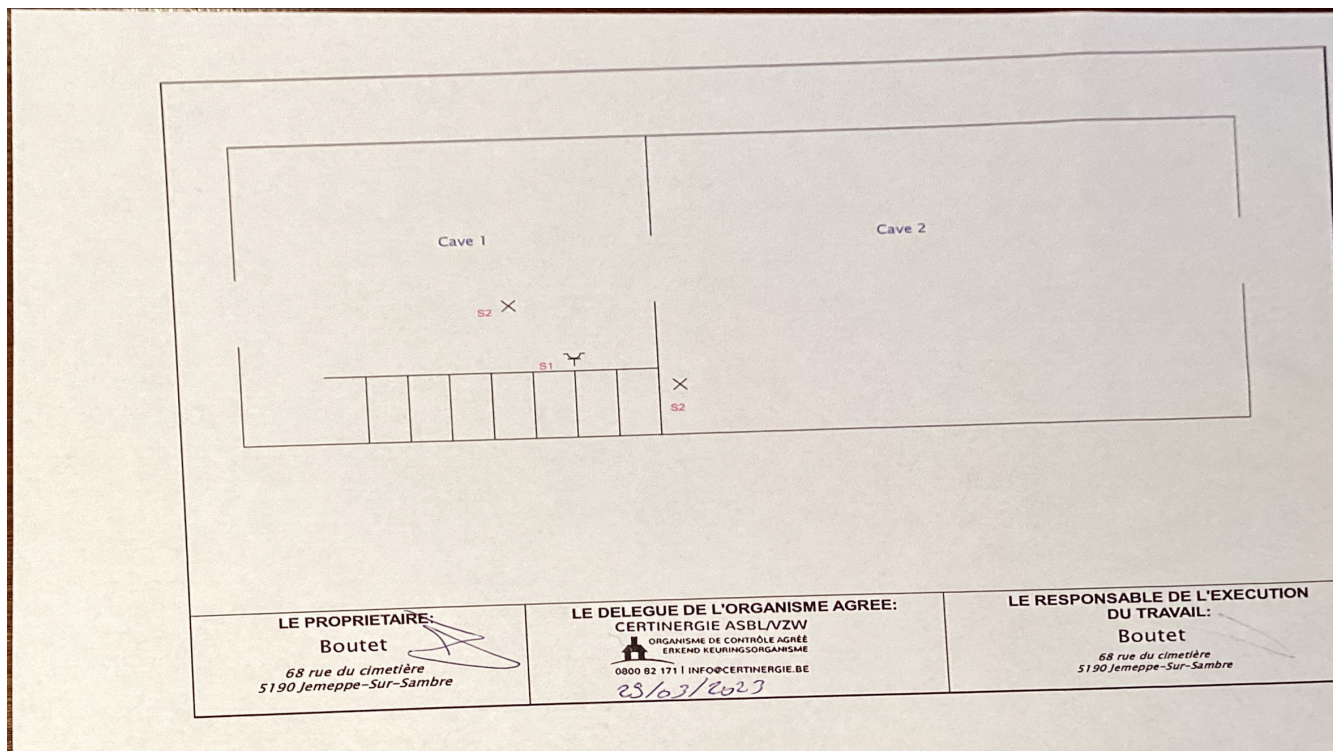 Cave 1
Cave 2
S2
S1
S2
LE PROPRIETAIRE:
Boutet
68 rue du cimetière
5190 Jemeppe-Sur-Sambre
LE DELEGUE DE L'ORGANISME AGREE:
CERTINERGIE ASBL/VZW
ORGANISME DE CONTRÔLE AGRÉÉ
ERKEND KEURINGSORGANISME
0800 82 171 | INFO@CERTINERGIE.BE
29/03/2023
LE RESPONSABLE DE L'EXECUTION
DU TRAVAIL:
Boutet
68 rue du cimetière
5190 Jemeppe-Sur-Sambre